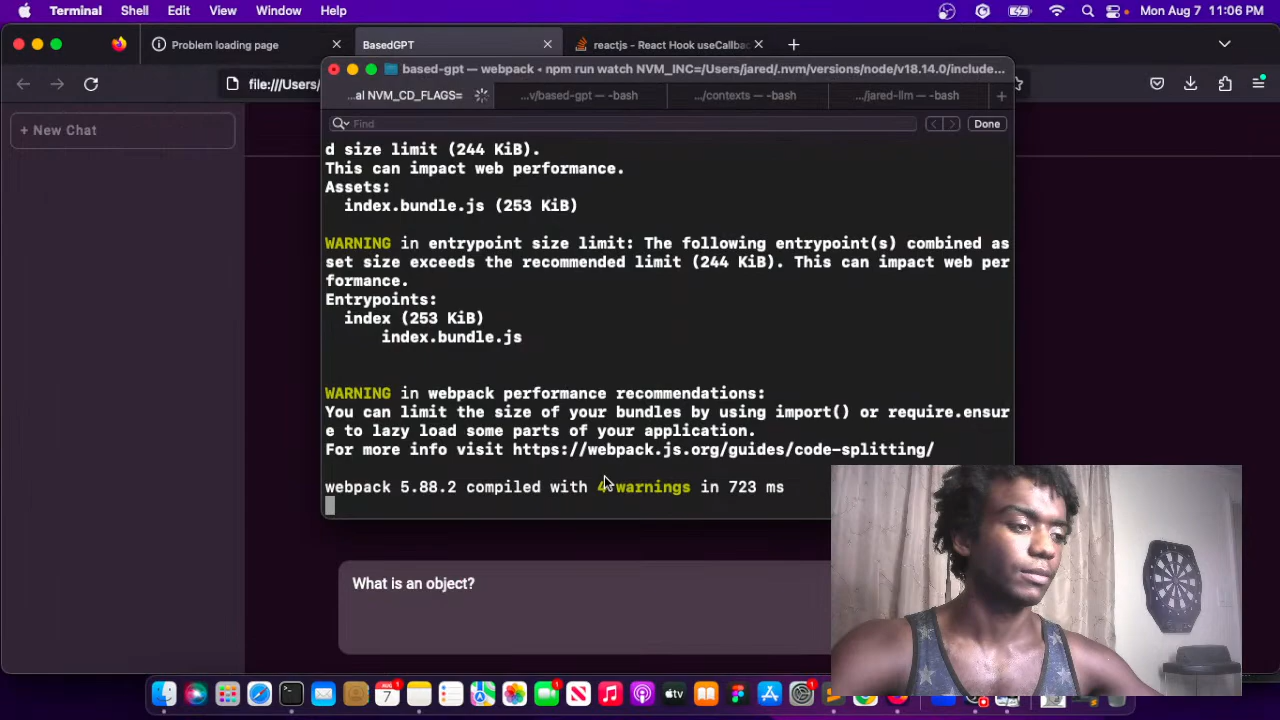 Terminal Shell Edit View Window Help Mon Aug 7 11:06 PM
Problem loading page BasedGPT reactjs - React Hook useCallba
based-gpt — webpack ◂ npm run watch NVM_INC=/Users/jared/.nvm/versions/node/v18.14.0/include...
file:///Users/
...al NVM_CD_FLAGS= ...v/based-gpt — -bash .../contexts — -bash .../jared-llm — -bash
+ New Chat
Find Done
d size limit (244 KiB).
This can impact web performance.
Assets:
index.bundle.js (253 KiB)
WARNING in entrypoint size limit: The following entrypoint(s) combined as
set size exceeds the recommended limit (244 KiB). This can impact web per
formance.
Entrypoints:
index (253 KiB)
index.bundle.js
WARNING in webpack performance recommendations:
You can limit the size of your bundles by using import() or require.ensur
e to lazy load some parts of your application.
For more info visit https://webpack.js.org/guides/code-splitting/
webpack 5.88.2 compiled with 4 warnings in 723 ms
What is an object?